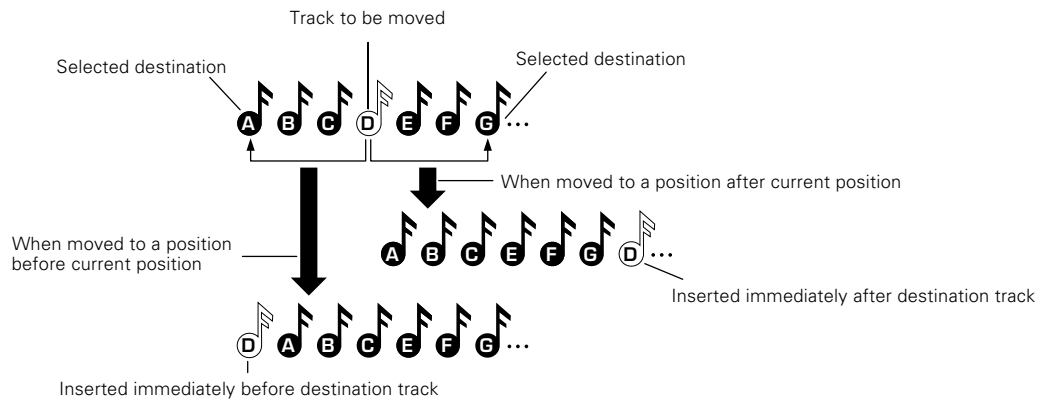 Track to be moved
Selected destination
Selected destination
A B C D E F G ...
When moved to a position after current position
A B C E F G D ...
When moved to a position
before current position
Inserted immediately after destination track
D A B C E F G ...
Inserted immediately before destination track